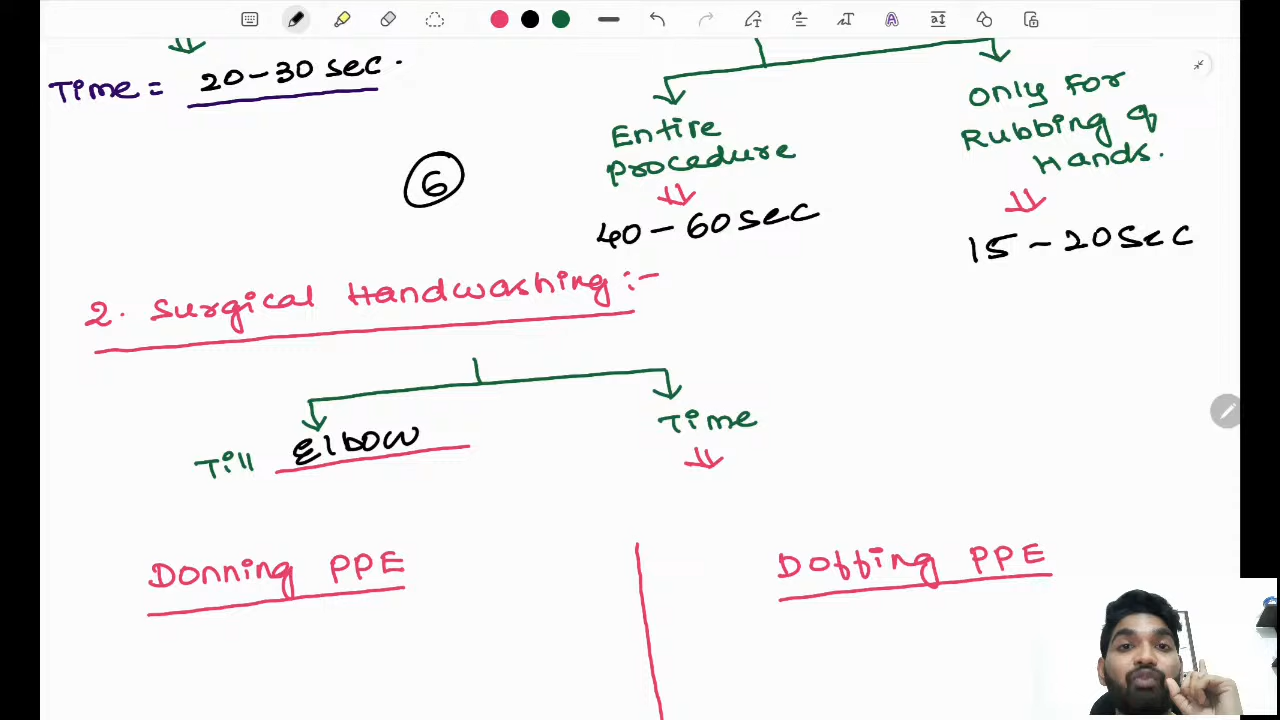 Time = 20-30 sec.
Entire
procedure
40-60 sec
Only For
Rubbing of
Hands.
15-20 Sec
6
2. Surgical Handwashing :-
Till Elbow
Time
Donning PPE
Doffing PPE